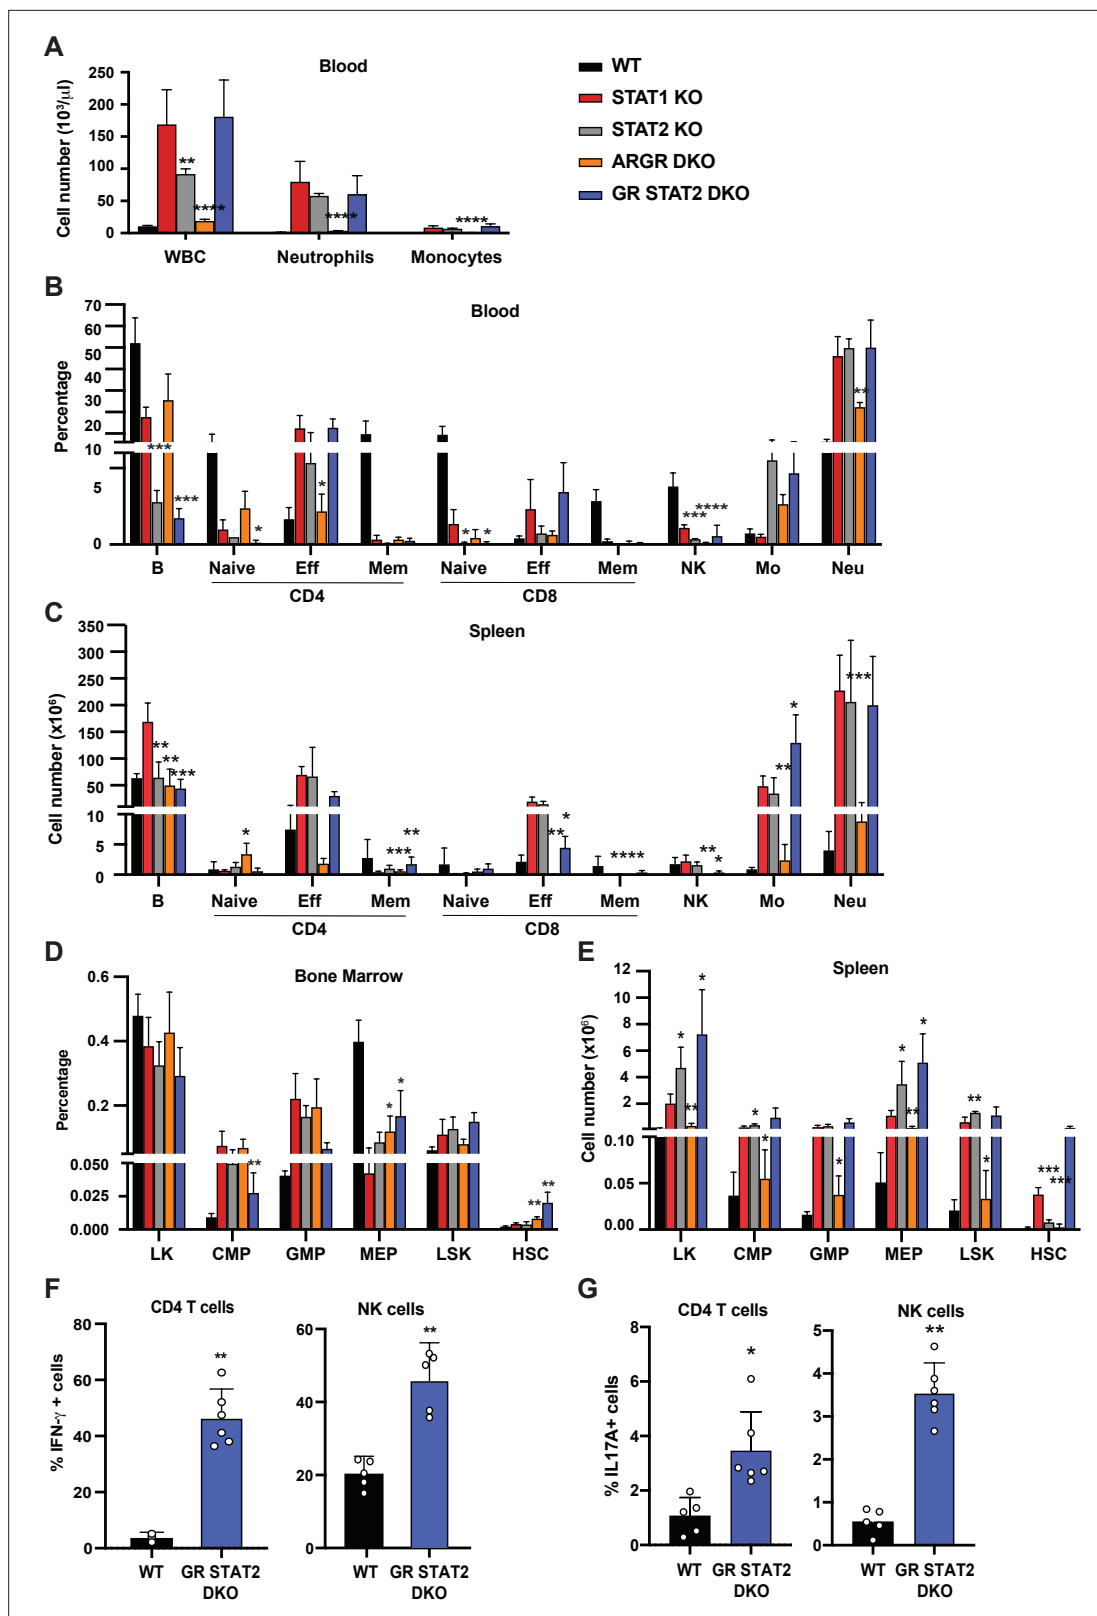 A
Blood
Cell number (10³/µl)
250
200
150
100
50
0
**
****
****
****
WBC
Neutrophils
Monocytes
WT
STAT1 KO
STAT2 KO
ARGR DKO
GR STAT2 DKO
B
Blood
Percentage
70
60
50
40
30
20
10
5
0
***
***
*
*
*
*
***
****
**
B
Naive
Eff
Mem
Naive
Eff
Mem
NK
Mo
Neu
CD4
CD8
C
Spleen
Cell number (x10⁶)
350
300
250
200
150
100
50
10
5
0
**
**
***
*
***
**
**
*
****
**
*
**
*
***
B
Naive
Eff
Mem
Naive
Eff
Mem
NK
Mo
Neu
CD4
CD8
D
Bone Marrow
Percentage
0.6
0.4
0.2
0.050
0.025
0.000
**
*
*
**
**
LK
CMP
GMP
MEP
LSK
HSC
E
Spleen
Cell number (x10⁶)
12
10
8
6
4
2
0.10
0.05
0.00
*
**
*
*
*
*
*
**
*
**
*
***
***
LK
CMP
GMP
MEP
LSK
HSC
F
CD4 T cells
% IFN-γ + cells
80
60
40
20
0
**
WT
GR STAT2
DKO
NK cells
60
40
20
0
**
WT
GR STAT2
DKO
G
CD4 T cells
% IL17A+ cells
8
6
4
2
0
*
WT
GR STAT2
DKO
NK cells
5
4
3
2
1
0
**
WT
GR STAT2
DKO